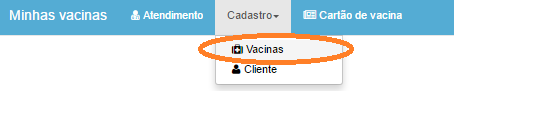 Minhas vacinas Atendimento Cadastro Cartão de vacina
Vacinas
Cliente